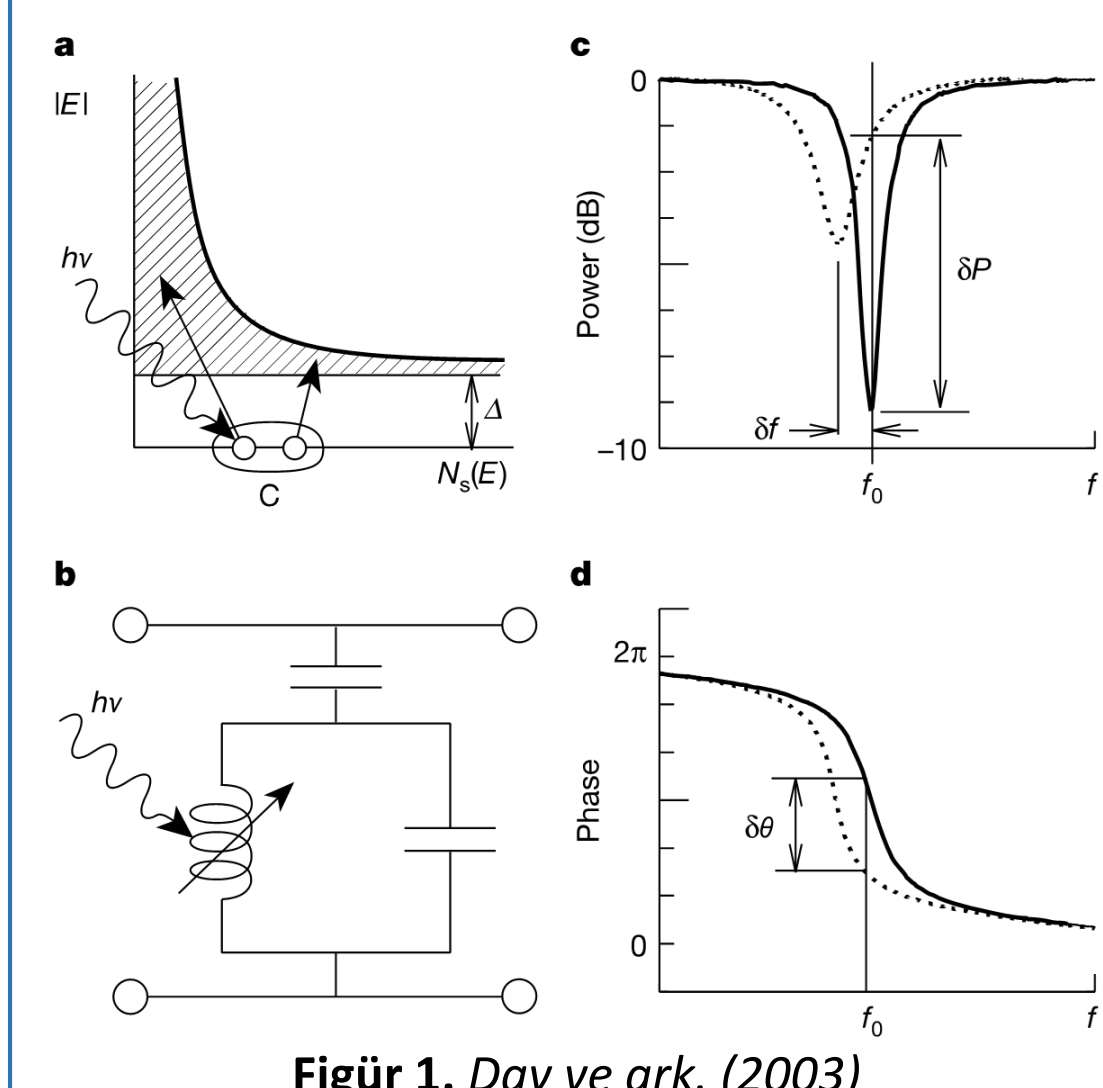 a
|E|
hν
Δ
Nₛ(E)
C
b
hν
c
0
Power (dB)
δP
δf
–10
f₀
f
d
2π
Phase
δθ
0
f₀
f
Figür 1. Day ve ark. (2003)